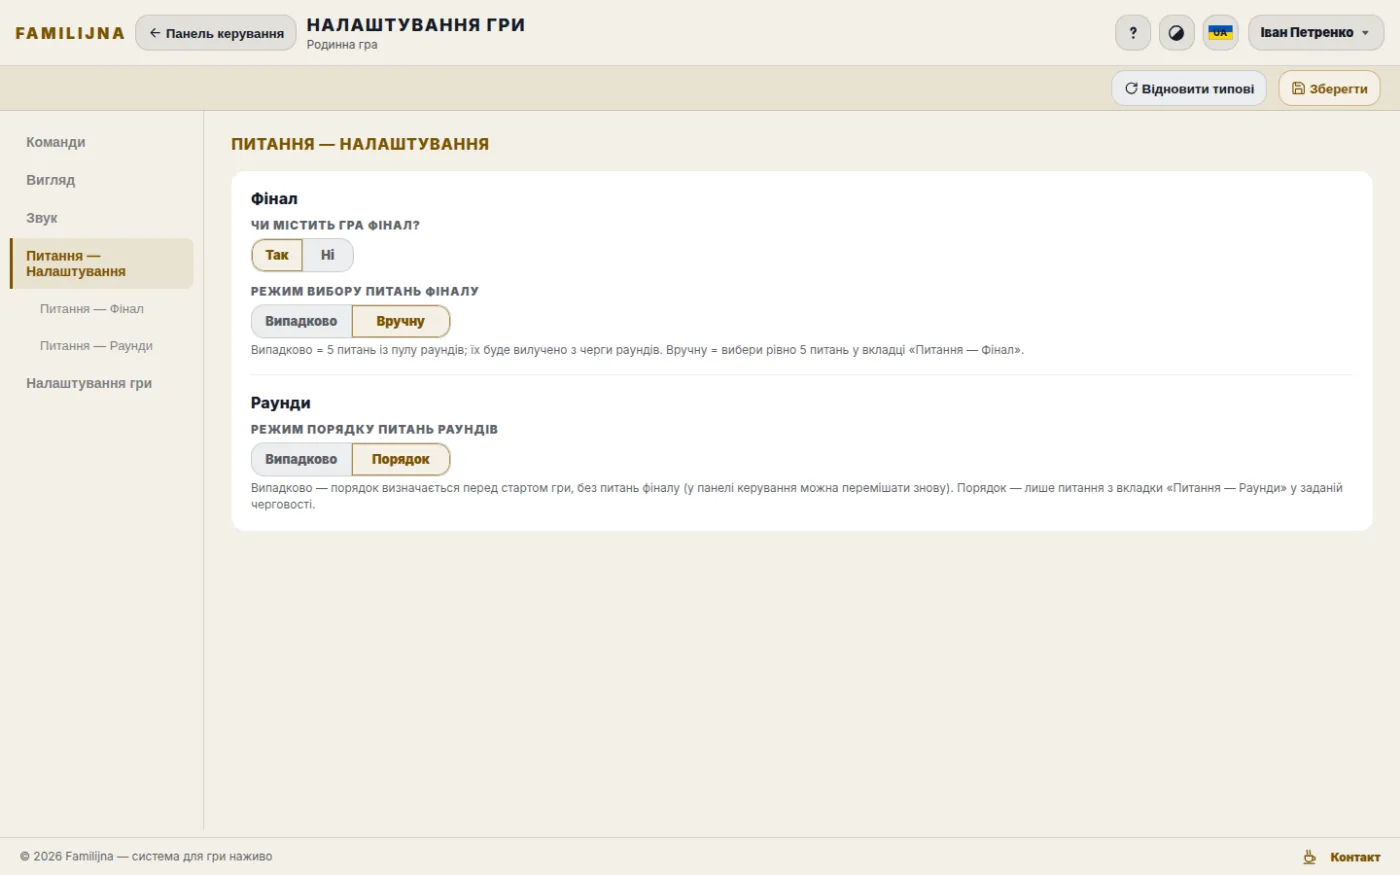 FAMILIJNA
← Панель керування
НАЛАШТУВАННЯ ГРИ
Родинна гра
?
UA
Іван Петренко
Відновити типові
Зберегти
Команди
Вигляд
Звук
Питання —
Налаштування
Питання — Фінал
Питання — Раунди
Налаштування гри
ПИТАННЯ — НАЛАШТУВАННЯ
Фінал
ЧИ МІСТИТЬ ГРА ФІНАЛ?
Так Ні
РЕЖИМ ВИБОРУ ПИТАНЬ ФІНАЛУ
Випадково Вручну
Випадково = 5 питань із пулу раундів; їх буде вилучено з черги раундів. Вручну = вибери рівно 5 питань у вкладці «Питання — Фінал».
Раунди
РЕЖИМ ПОРЯДКУ ПИТАНЬ РАУНДІВ
Випадково Порядок
Випадково — порядок визначається перед стартом гри, без питань фіналу (у панелі керування можна перемішати знову). Порядок — лише питання з вкладки «Питання — Раунди» у заданій
черговості.
© 2026 Familijna — система для гри наживо
Контакт